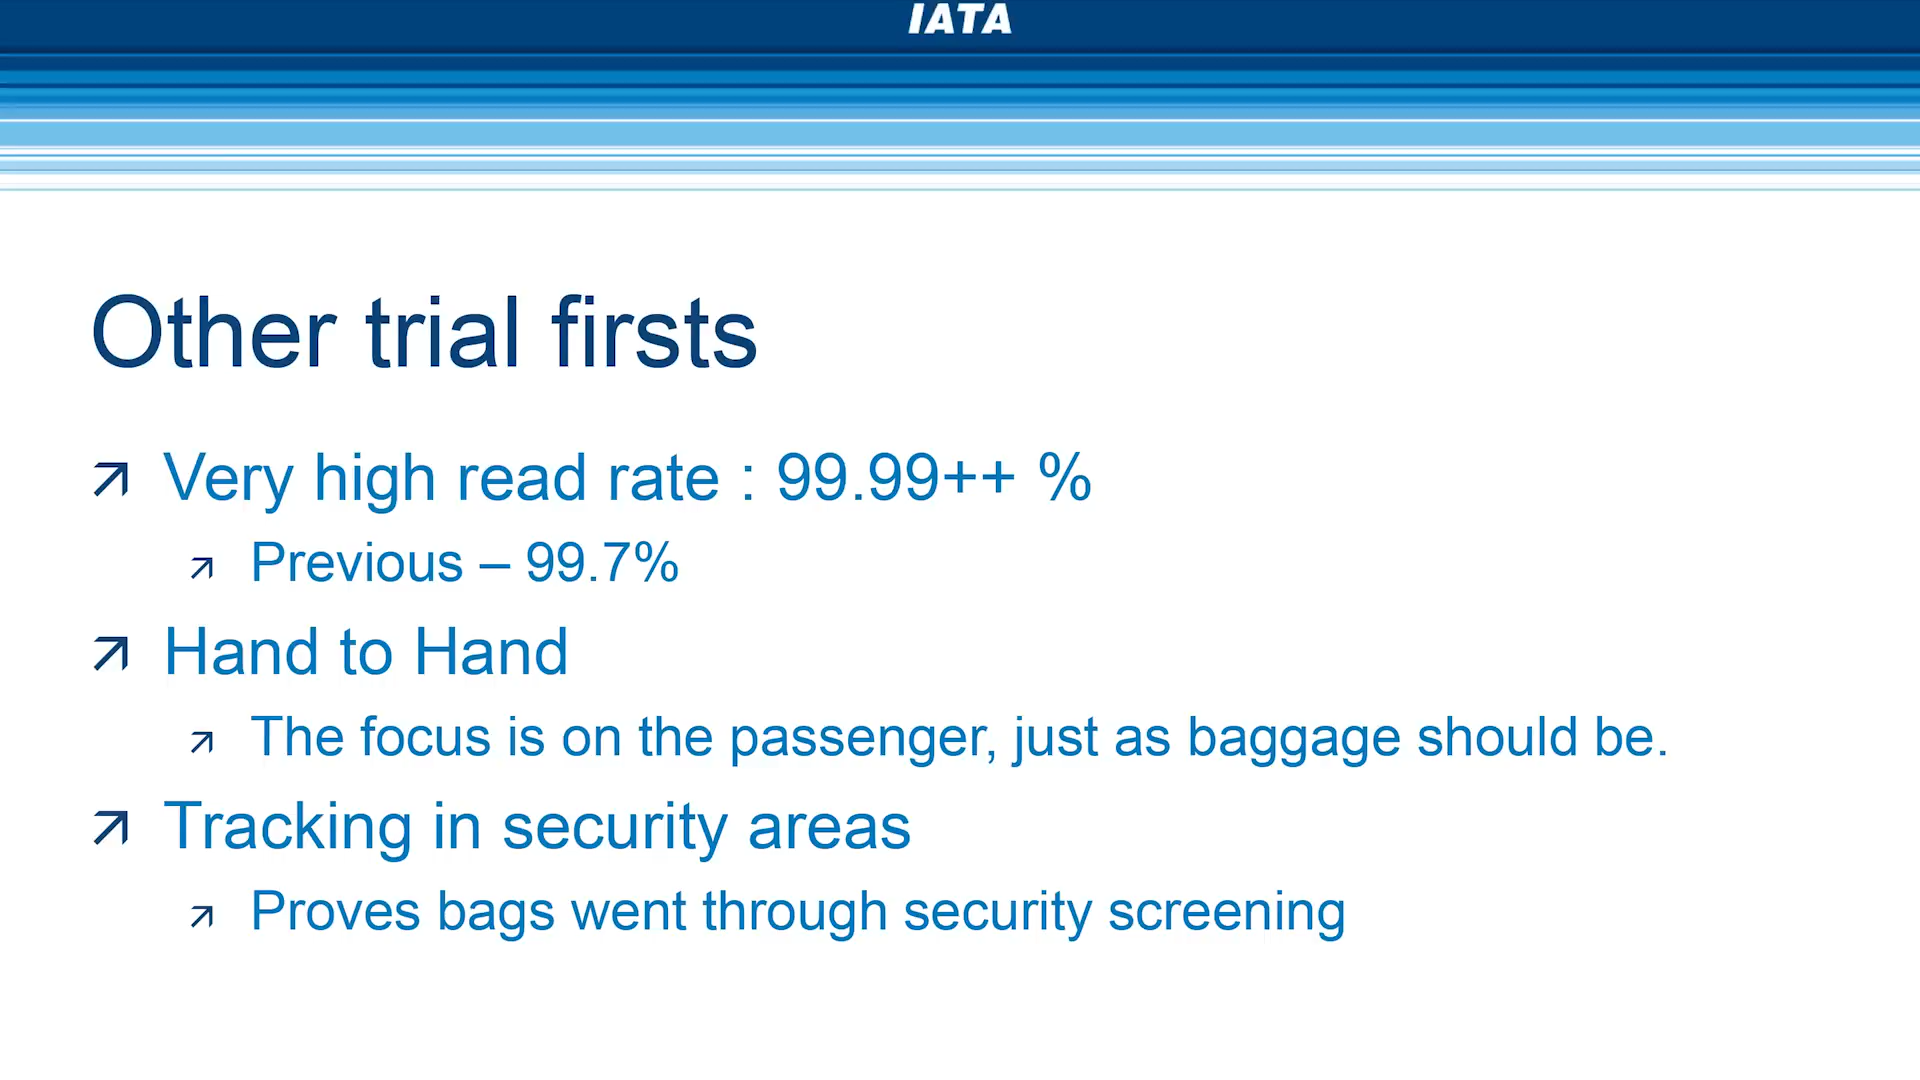 IATA
Other trial firsts
Very high read rate : 99.99++ %
Previous – 99.7%
Hand to Hand
The focus is on the passenger, just as baggage should be.
Tracking in security areas
Proves bags went through security screening